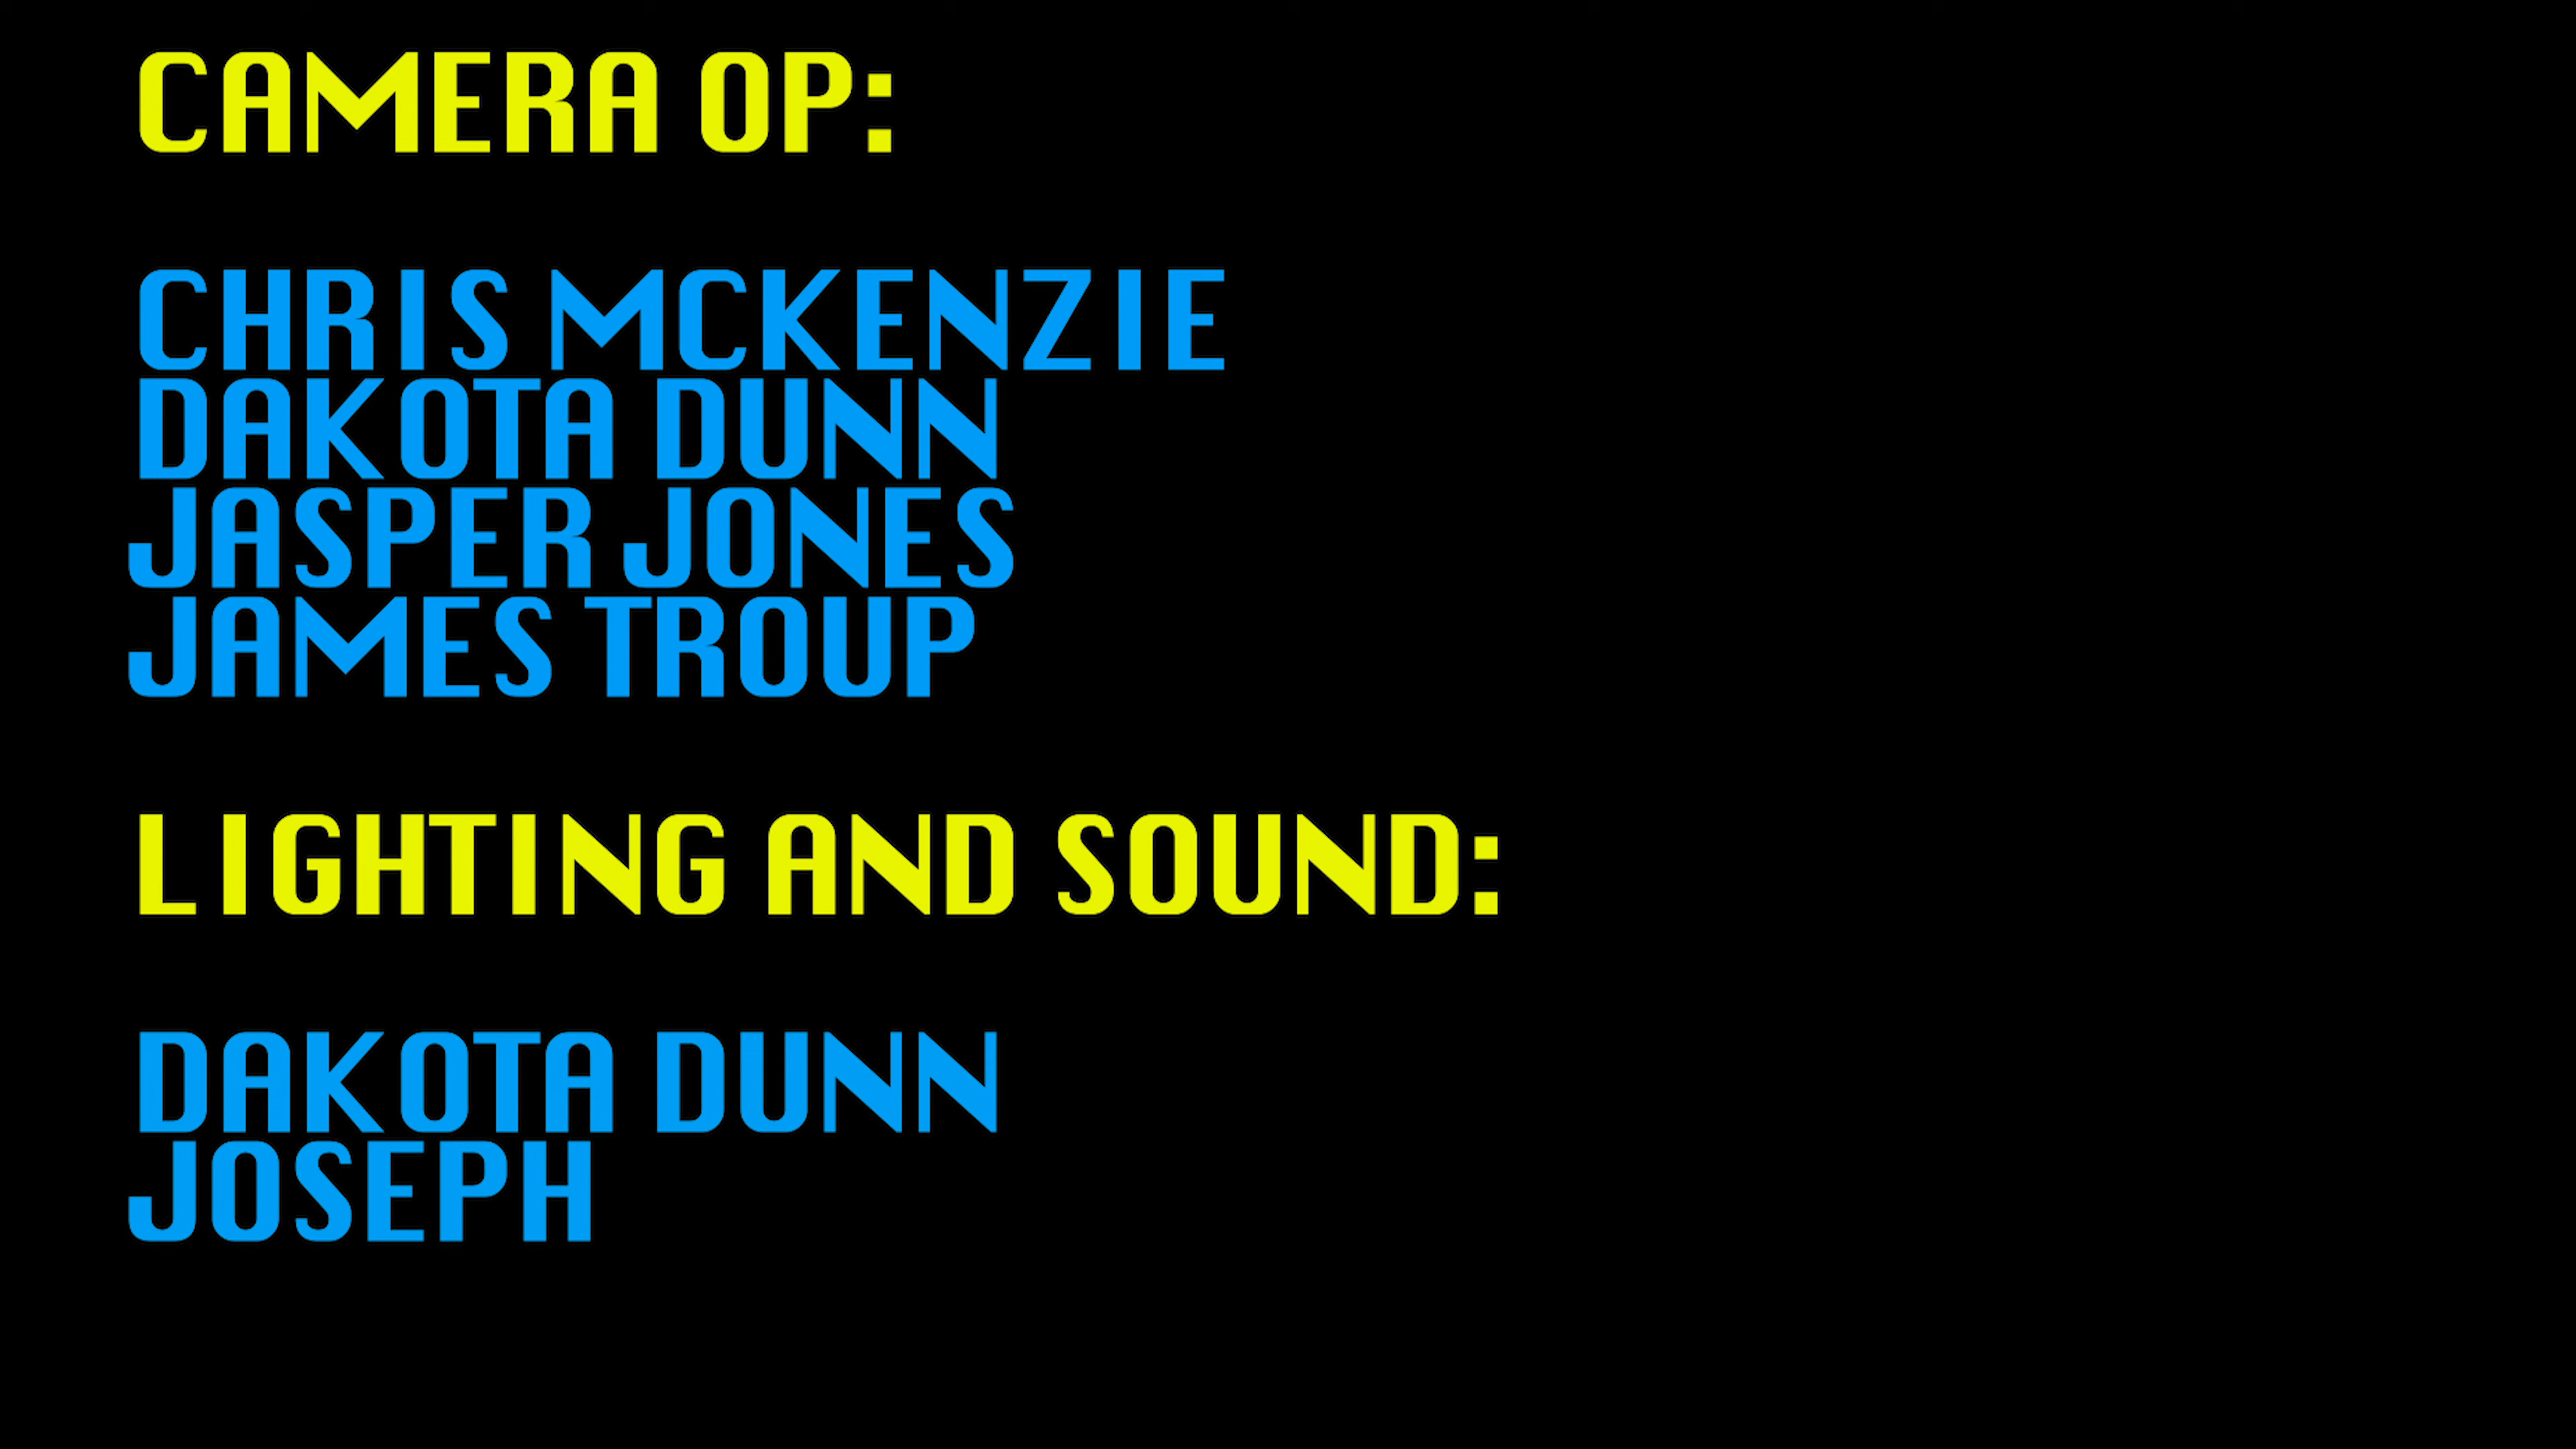 CAMERA OP:
CHRIS MCKENZIE
DAKOTA DUNN
JASPER JONES
JAMES TROUP
LIGHTING AND SOUND:
DAKOTA DUNN
JOSEPH